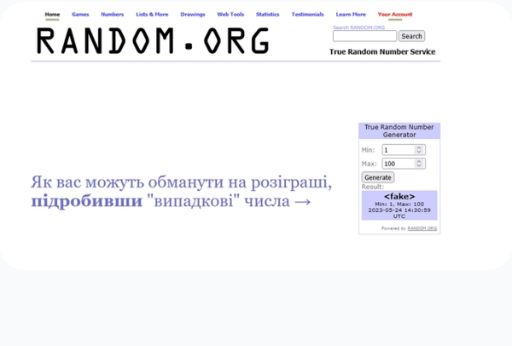 Home Games Numbers Lists & More Drawings Web Tools Statistics Testimonials Learn More Your Account
RANDOM.ORG
Search RANDOM.ORG
Search
True Random Number Service
True Random Number
Generator
Min: 1
Max: 100
Generate
Result:
<fake>
Min: 1, Max: 100
2023-05-24 14:30:59
UTC
Powered by RANDOM.ORG
Як вас можуть обманути на розіграші,
підробивши "випадкові" числа →